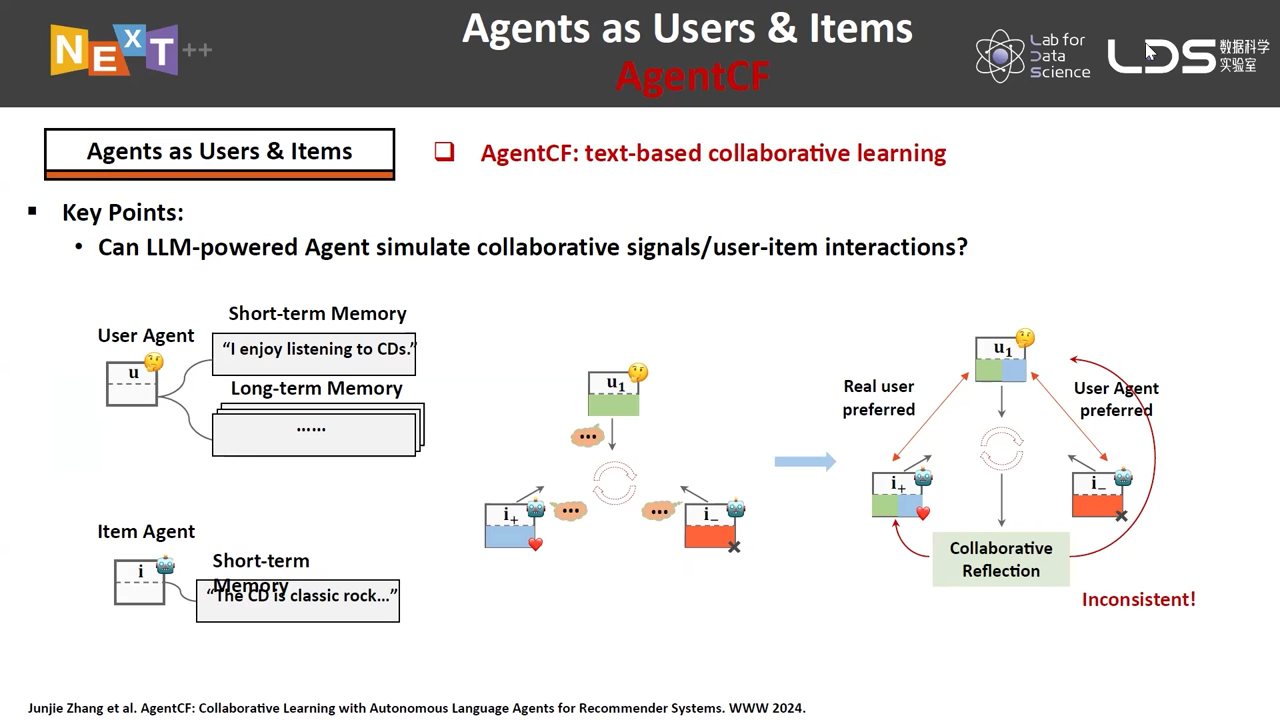 NExT++
Agents as Users & Items
AgentCF
Lab for
Data
Science
LDS
数据科学
实验室
Agents as Users & Items
❑ AgentCF: text-based collaborative learning
▪ Key Points:
• Can LLM-powered Agent simulate collaborative signals/user-item interactions?
Short-term Memory
User Agent
“I enjoy listening to CDs.”
u
Long-term Memory
......
Item Agent
Short-term
Memory
i
“The CD is classic rock…”
u₁
i₊
i₋
u₁
Real user
preferred
User Agent
preferred
i₊
i₋
Collaborative
Reflection
Inconsistent!
Junjie Zhang et al. AgentCF: Collaborative Learning with Autonomous Language Agents for Recommender Systems. WWW 2024.